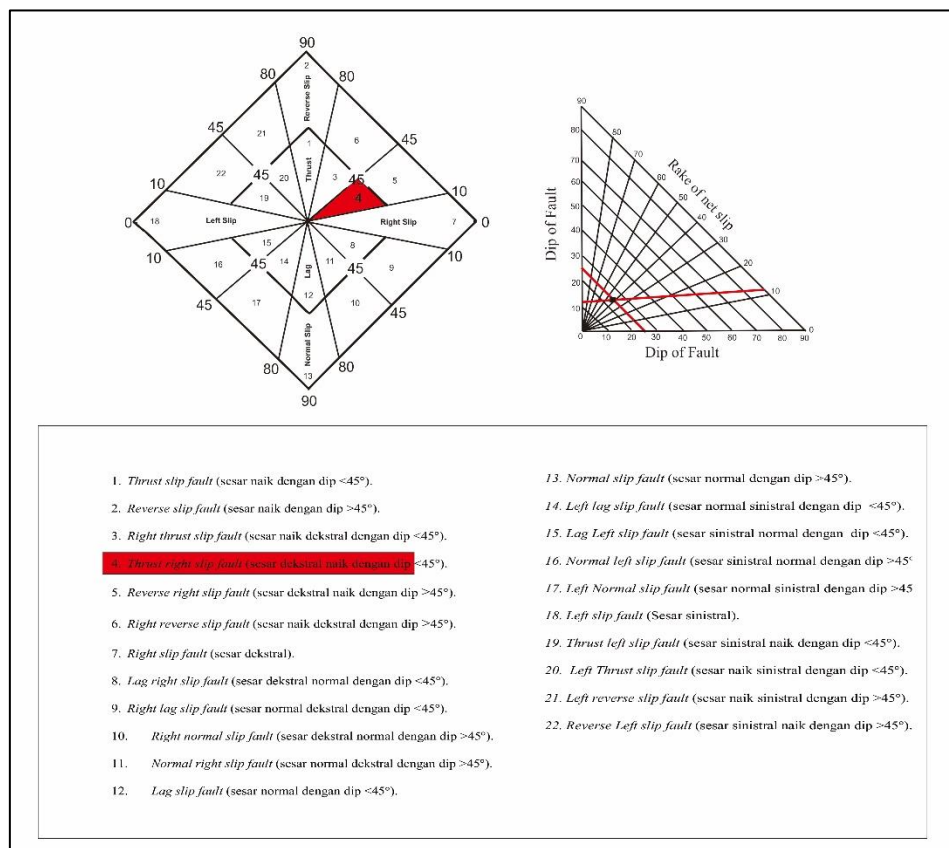 90
80
80
45
45
10
10
0
0
10
10
45
45
80
80
90
2
Reverse Slip
21
6
1
Thrust
22
45
20
3
45
5
19
4
18
Left Slip
Right Slip
7
15
8
16
45
14
Lag
11
45
9
17
12
10
Normal Slip
13
90
80
70
60
50
40
30
20
10
0
Dip of Fault
80
70
60
50
40
30
20
10
0
Rake of net slip
0 10 20 30 40 50 60 70 80 90
Dip of Fault
1. Thrust slip fault (sesar naik dengan dip <45°).
2. Reverse slip fault (sesar naik dengan dip >45°).
3. Right thrust slip fault (sesar naik dekstral dengan dip <45°).
4. Thrust right slip fault (sesar dekstral naik dengan dip <45°).
5. Reverse right slip fault (sesar dekstral naik dengan dip >45°).
6. Right reverse slip fault (sesar naik dekstral dengan dip >45°).
7. Right slip fault (sesar dekstral).
8. Lag right slip fault (sesar dekstral normal dengan dip <45°).
9. Right lag slip fault (sesar normal dekstral dengan dip <45°).
10. Right normal slip fault (sesar dekstral normal dengan dip >45°).
11. Normal right slip fault (sesar normal dekstral dengan dip >45°).
12. Lag slip fault (sesar normal dengan dip <45°).
13. Normal slip fault (sesar normal dengan dip >45°).
14. Left lag slip fault (sesar normal sinistral dengan dip <45°).
15. Lag Left slip fault (sesar sinistral normal dengan dip <45°).
16. Normal left slip fault (sesar sinistral normal dengan dip >45°
17. Left Normal slip fault (sesar normal sinistral dengan dip >45
18. Left slip fault (Sesar sinistral).
19. Thrust left slip fault (sesar sinistral naik dengan dip <45°).
20. Left Thrust slip fault (sesar naik sinistral dengan dip <45°).
21. Left reverse slip fault (sesar naik sinistral dengan dip >45°).
22. Reverse Left slip fault (sesar sinistral naik dengan dip >45°).